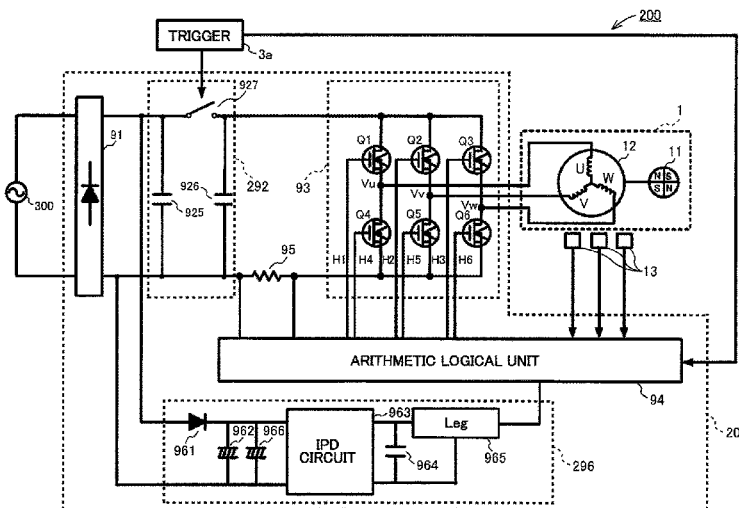 200
TRIGGER
3a
927
91
93
Q1
Q2
Q3
1
12
11
U
W
V
N S
S N
300
926
292
925
Vu
Vv
Vw
Q4
Q5
Q6
95
H1
H4
H2
H5
H3
H6
13
ARITHMETIC LOGICAL UNIT
94
20
961
962
966
IPD
CIRCUIT
963
964
Leg
965
296